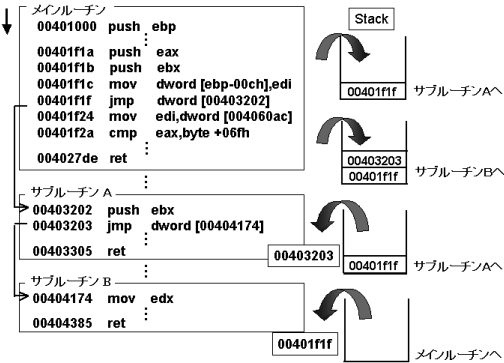 メインルーチン
00401000 push ebp
00401f1a push eax
00401f1b push ebx
00401f1c mov dword [ebp-00ch],edi
00401f1f jmp dword [00403202]
00401f24 mov edi,dword [004060ac]
00401f2a cmp eax,byte +06fh
004027de ret
サブルーチン A
00403202 push ebx
00403203 jmp dword [00404174]
00403305 ret
サブルーチン B
00404174 mov edx
00404385 ret
Stack
00401f1f
サブルーチンAへ
00403203
00401f1f
サブルーチンBへ
00403203
00401f1f
サブルーチンAへ
00401f1f
メインルーチンへ